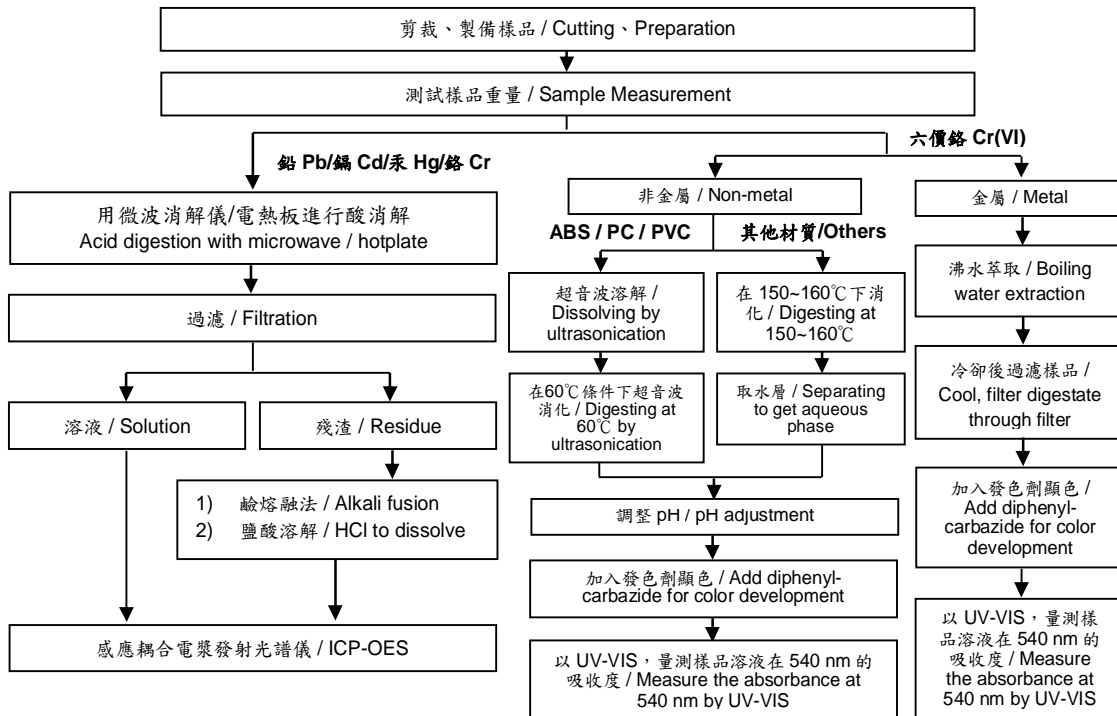 剪裁、製備樣品 / Cutting、Preparation
測試樣品重量 / Sample Measurement
鉛 Pb/鎘 Cd/汞 Hg/鉻 Cr
用微波消解儀/電熱板進行酸消解
Acid digestion with microwave / hotplate
過濾 / Filtration
溶液 / Solution
殘渣 / Residue
1) 鹼熔融法 / Alkali fusion
2) 鹽酸溶解 / HCl to dissolve
感應耦合電漿發射光譜儀 / ICP-OES
六價鉻 Cr(VI)
非金屬 / Non-metal
ABS / PC / PVC
超音波溶解 /
Dissolving by
ultrasonication
在60℃條件下超音波
消化 / Digesting at
60℃ by
ultrasonication
其他材質/Others
在 150~160℃下消
化 / Digesting at
150~160℃
取水層 / Separating
to get aqueous
phase
調整 pH / pH adjustment
加入發色劑顯色 / Add diphenyl-
carbazide for color development
以 UV-VIS，量測樣品溶液在 540 nm 的
吸收度 / Measure the absorbance at
540 nm by UV-VIS
金屬 / Metal
沸水萃取 / Boiling
water extraction
冷卻後過濾樣品 /
Cool, filter digestate
through filter
加入發色劑顯色 /
Add diphenyl-
carbazide for color
development
以 UV-VIS，量測樣
品溶液在 540 nm 的
吸收度 / Measure
the absorbance at
540 nm by UV-VIS